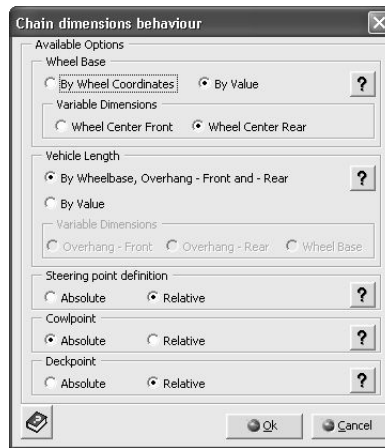 Chain dimensions behaviour
Available Options
Wheel Base
By Wheel Coordinates By Value ?
Variable Dimensions
Wheel Center Front Wheel Center Rear
Vehicle Length
By Wheelbase, Overhang - Front and - Rear ?
By Value
Variable Dimensions
Overhang - Front Overhang - Rear Wheel Base
Steering point definition
Absolute Relative ?
Cowlpoint
Absolute Relative ?
Deckpoint
Absolute Relative ?
Ok Cancel